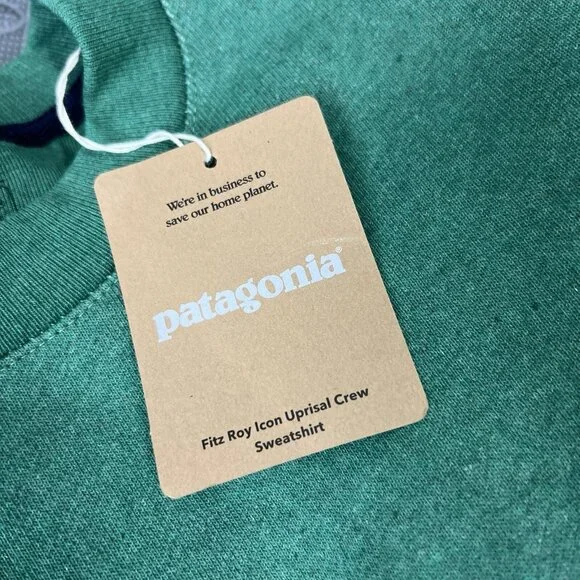 We're in business to
save our home planet.
patagonia®
Fitz Roy Icon Uprisal Crew
Sweatshirt